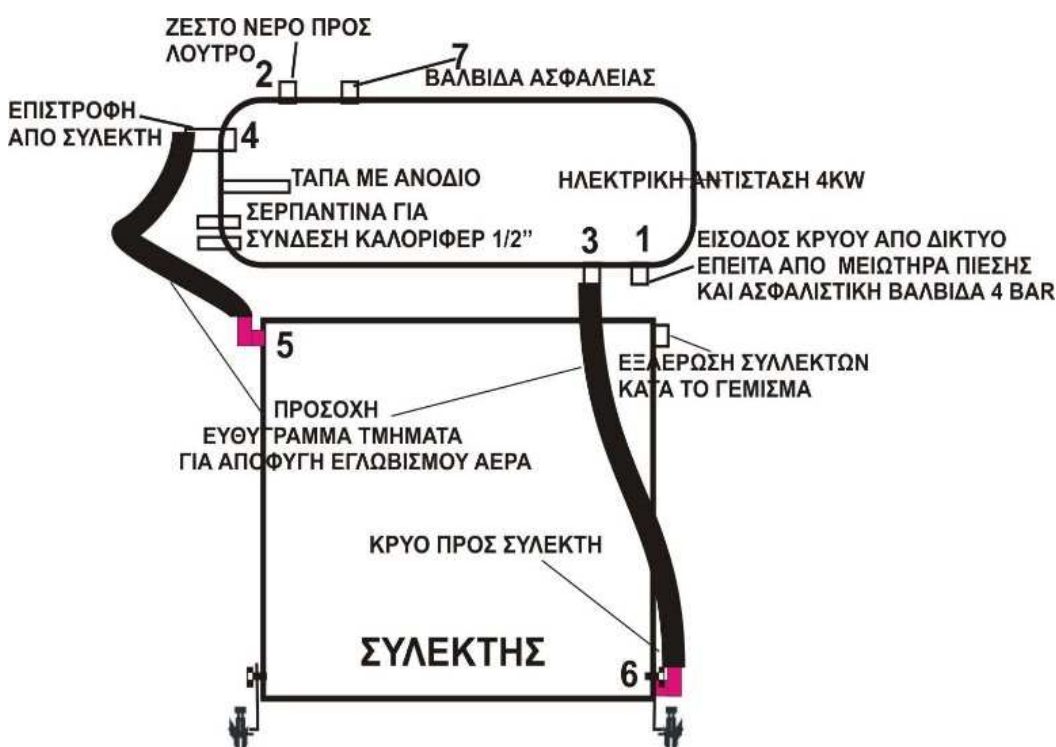 ΖΕΣΤΟ ΝΕΡΟ ΠΡΟΣ
ΛΟΥΤΡΟ
2
7
ΒΑΛΒΙΔΑ ΑΣΦΑΛΕΙΑΣ
ΕΠΙΣΤΡΟΦΗ
ΑΠΟ ΣΥΛΕΚΤΗ
4
ΤΑΠΑ ΜΕ ΑΝΟΔΙΟ
ΗΛΕΚΤΡΙΚΗ ΑΝΤΙΣΤΑΣΗ 4KW
ΣΕΡΠΑΝΤΙΝΑ ΓΙΑ
ΣΥΝΔΕΣΗ ΚΑΛΟΡΙΦΕΡ 1/2”
3
1
ΕΙΣΟΔΟΣ ΚΡΥΟΥ ΑΠΟ ΔΙΚΤΥΟ
ΕΠΕΙΤΑ ΑΠΟ ΜΕΙΩΤΗΡΑ ΠΙΕΣΗΣ
ΚΑΙ ΑΣΦΑΛΙΣΤΙΚΗ ΒΑΛΒΙΔΑ 4 BAR
5
ΕΞΑΕΡΩΣΗ ΣΥΛΛΕΚΤΩΝ
ΚΑΤΑ ΤΟ ΓΕΜΙΣΜΑ
ΠΡΟΣΟΧΗ
ΕΥΘΥΓΡΑΜΜΑ ΤΜΗΜΑΤΑ
ΓΙΑ ΑΠΟΦΥΓΗ ΕΓΛΩΒΙΣΜΟΥ ΑΕΡΑ
ΚΡΥΟ ΠΡΟΣ ΣΥΛΕΚΤΗ
ΣΥΛΕΚΤΗΣ
6